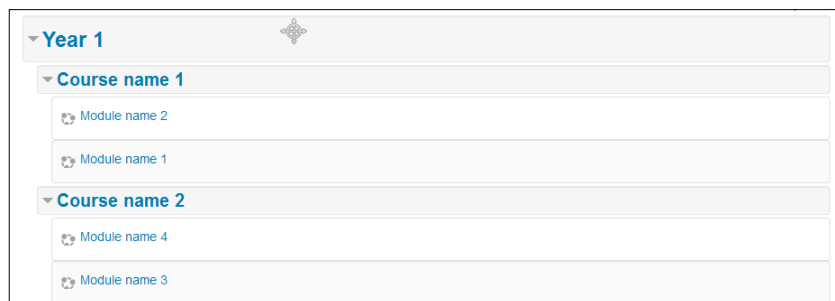 Year 1
Course name 1
Module name 2
Module name 1
Course name 2
Module name 4
Module name 3